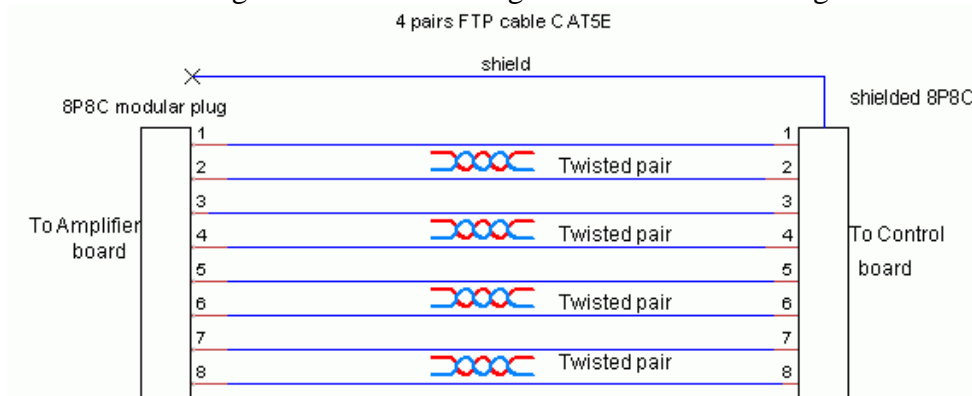 4 pairs FTP cable C AT5E
shield
8P8C modular plug
shielded 8P8C
1 1
2 Twisted pair 2
3 3
To Amplifier board
4 Twisted pair 4
To Control board
5 5
6 Twisted pair 6
7 7
8 Twisted pair 8